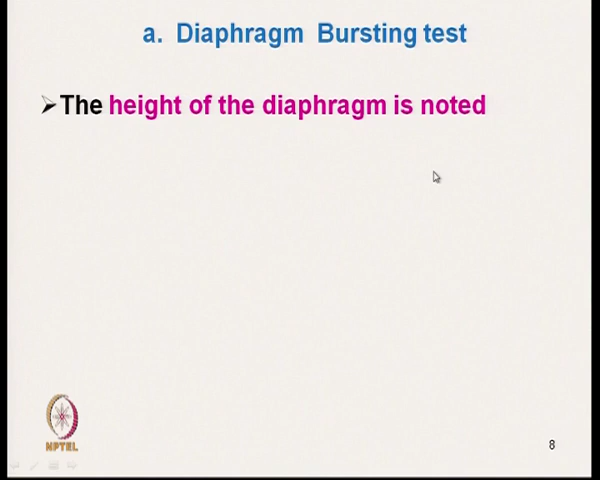 a. Diaphragm Bursting test
The height of the diaphragm is noted
NPTEL
8